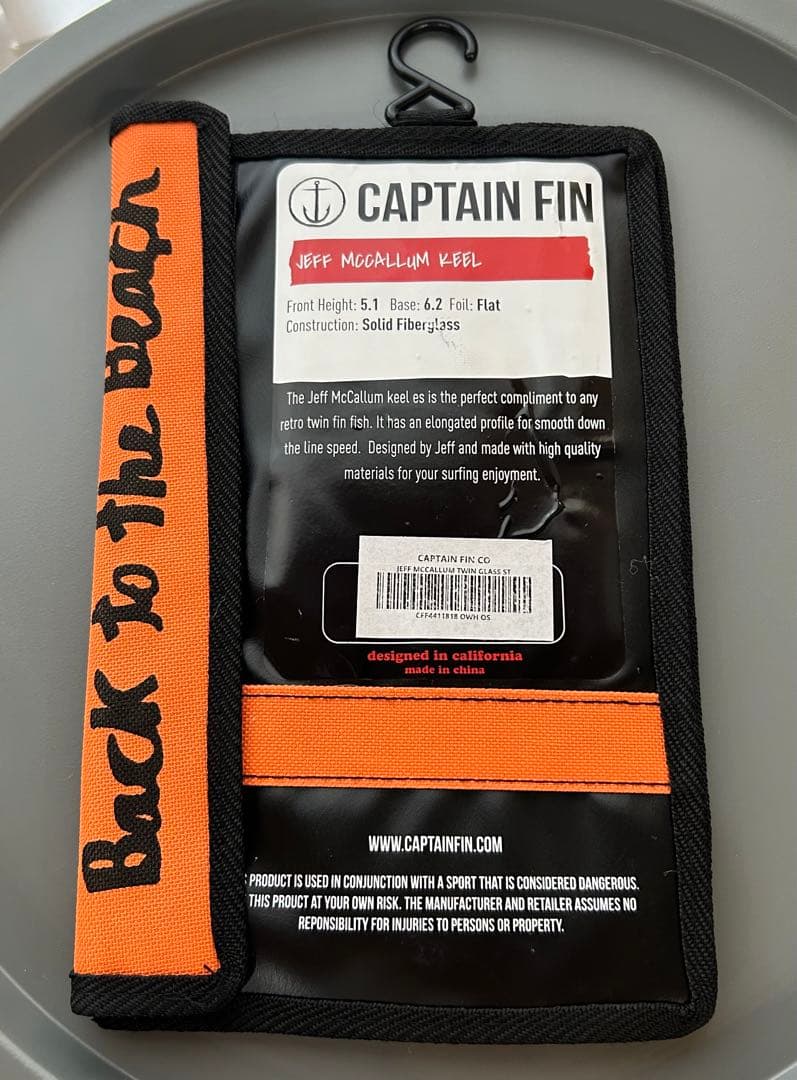 Back to the Beach
CAPTAIN FIN
JEFF MCCALLUM KEEL
Front Height: 5.1 Base: 6.2 Foil: Flat
Construction: Solid Fiberglass
The Jeff McCallum keel es is the perfect compliment to any
retro twin fin fish. It has an elongated profile for smooth down
the line speed. Designed by Jeff and made with high quality
materials for your surfing enjoyment.
CAPTAIN FIN CO
JEFF MCCALLUM TWIN GLASS ST
CFF4411818 OWH OS
designed in california
made in china
WWW.CAPTAINFIN.COM
PRODUCT IS USED IN CONJUNCTION WITH A SPORT THAT IS CONSIDERED DANGEROUS.
THIS PROUCT AT YOUR OWN RISK. THE MANUFACTURER AND RETAILER ASSUMES NO
REPONSIBILITY FOR INJURIES TO PERSONS OR PROPERTY.